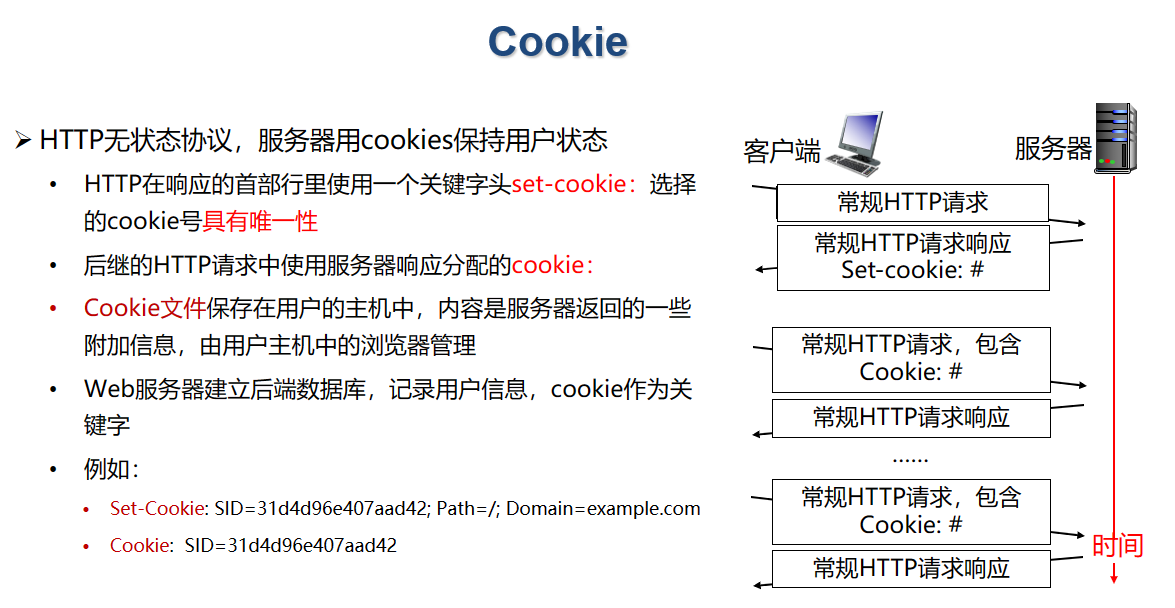 Cookie
HTTP无状态协议，服务器用cookies保持用户状态
HTTP在响应的首部行里使用一个关键字头set-cookie：选择
的cookie号具有唯一性
后继的HTTP请求中使用服务器响应分配的cookie：
Cookie文件保存在用户的主机中，内容是服务器返回的一些
附加信息，由用户主机中的浏览器管理
Web服务器建立后端数据库，记录用户信息，cookie作为关
键字
例如：
Set-Cookie: SID=31d4d96e407aad42; Path=/; Domain=example.com
Cookie: SID=31d4d96e407aad42
客户端
服务器
常规HTTP请求
常规HTTP请求响应
Set-cookie: #
常规HTTP请求，包含
Cookie: #
常规HTTP请求响应
……
常规HTTP请求，包含
Cookie: #
时间
常规HTTP请求响应